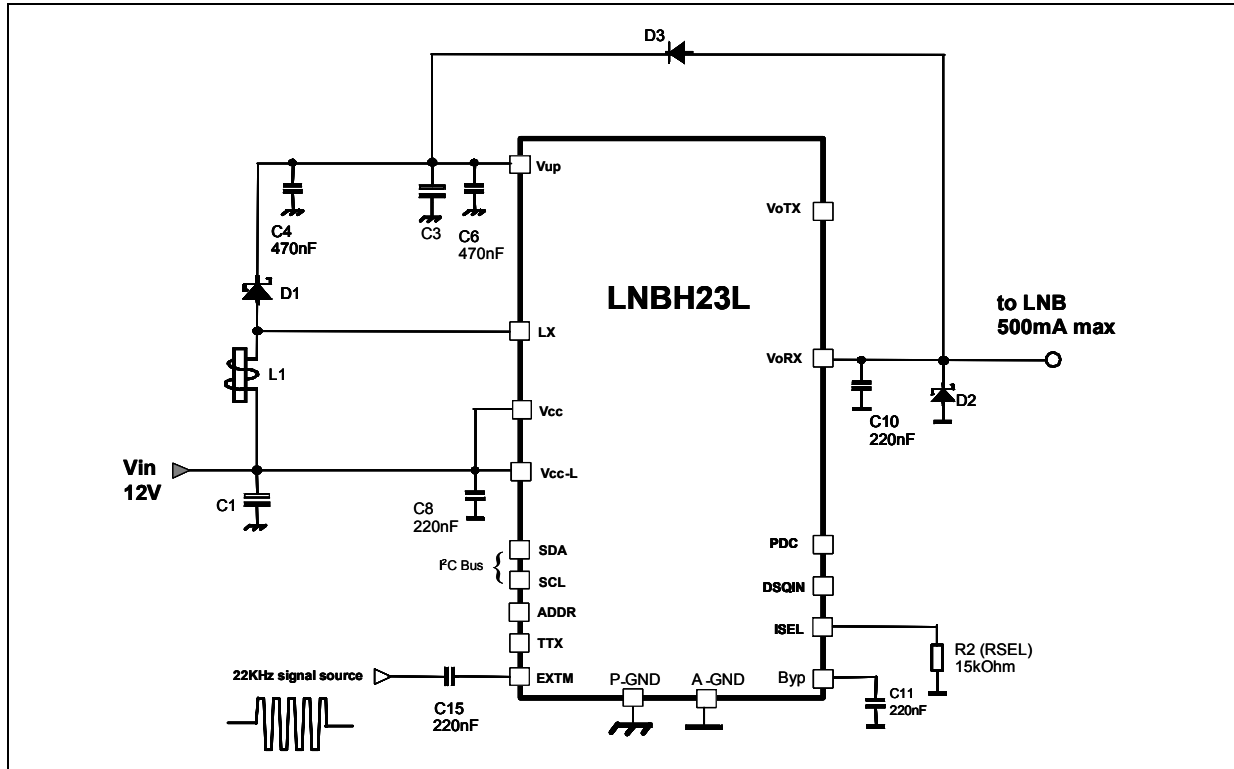 D3
Vup
C4
470nF
C3
C6
470nF
VoTX
D1
LNBH23L
to LNB
500mA max
LX
VoRX
L1
D2
C10
220nF
Vcc
Vin
12V
Vcc-L
C1
C8
220nF
SDA
I²C Bus
SCL
PDC
DSQIN
ADDR
ISEL
TTX
R2 (RSEL)
15kOhm
22KHz signal source
EXTM
P-GND
A-GND
Byp
C15
220nF
C11
220nF